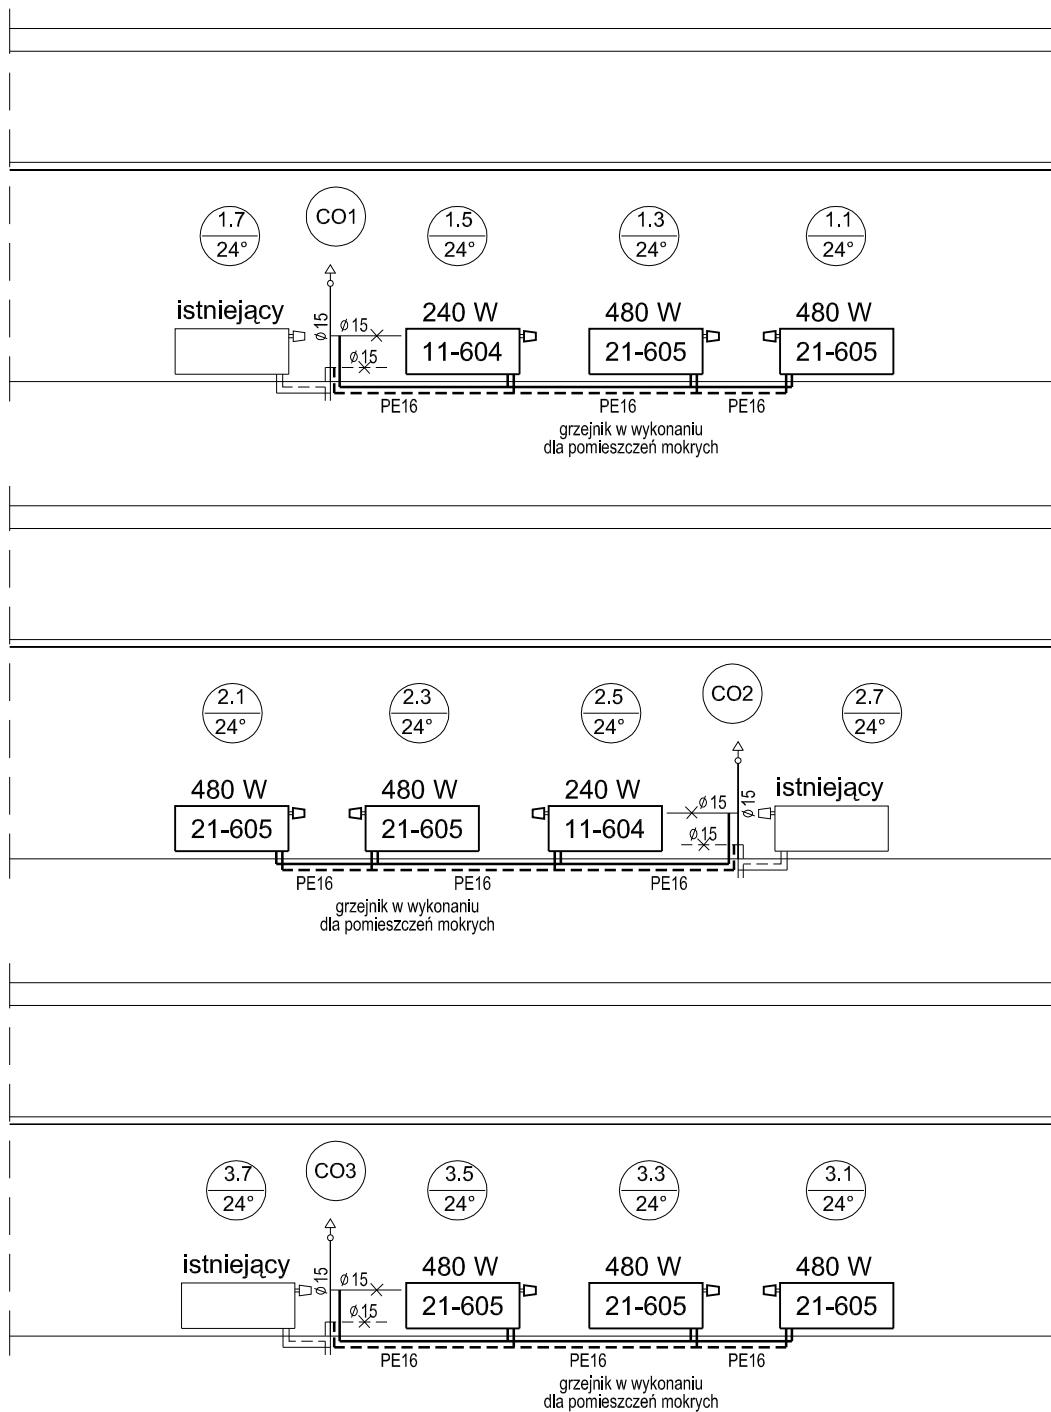 1.7
24°
CO1
1.5
24°
1.3
24°
1.1
24°
istniejący
240 W
480 W
480 W
ø15
ø15
ø15
11-604
21-605
21-605
PE16
PE16
PE16
grzejnik w wykonaniu
dla pomieszczeń mokrych
2.1
24°
2.3
24°
2.5
24°
CO2
2.7
24°
480 W
480 W
240 W
istniejący
21-605
21-605
11-604
ø15
ø15
ø15
PE16
PE16
PE16
grzejnik w wykonaniu
dla pomieszczeń mokrych
3.7
24°
CO3
3.5
24°
3.3
24°
3.1
24°
istniejący
480 W
480 W
480 W
ø15
ø15
ø15
21-605
21-605
21-605
PE16
PE16
PE16
grzejnik w wykonaniu
dla pomieszczeń mokrych